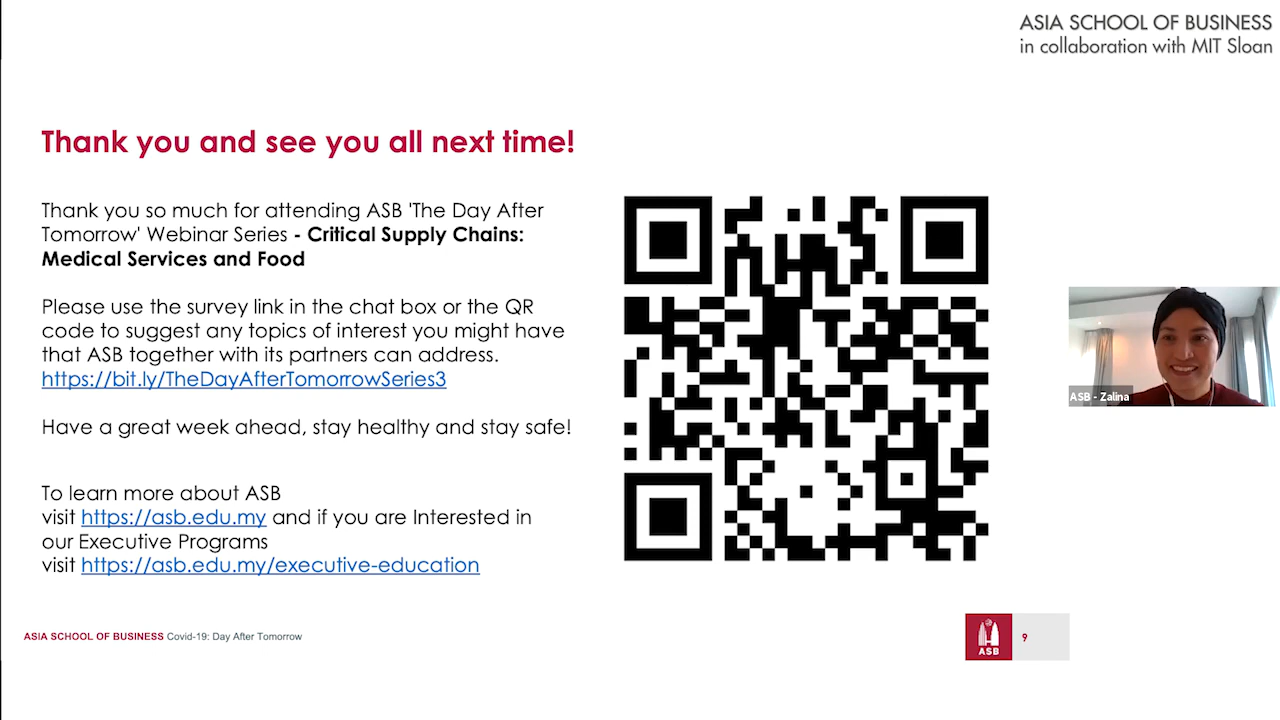 ASIA SCHOOL OF BUSINESS
in collaboration with MIT Sloan
Thank you and see you all next time!
Thank you so much for attending ASB 'The Day After
Tomorrow' Webinar Series - Critical Supply Chains:
Medical Services and Food
Please use the survey link in the chat box or the QR
code to suggest any topics of interest you might have
that ASB together with its partners can address.
https://bit.ly/TheDayAfterTomorrowSeries3
Have a great week ahead, stay healthy and stay safe!
To learn more about ASB
visit https://asb.edu.my and if you are Interested in
our Executive Programs
visit https://asb.edu.my/executive-education
ASB - Zalina
ASIA SCHOOL OF BUSINESS Covid-19: Day After Tomorrow
ASB
9